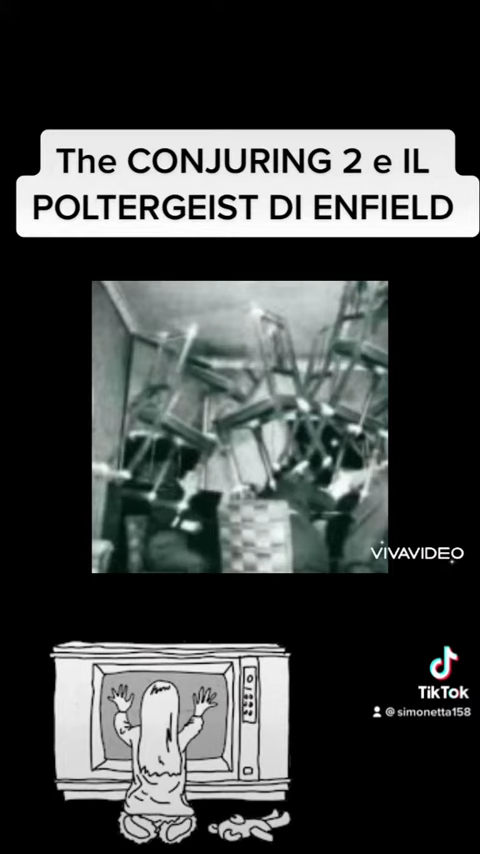 The CONJURING 2 e IL
POLTERGEIST DI ENFIELD
VIVAVIDEO
TikTok
@simonetta158